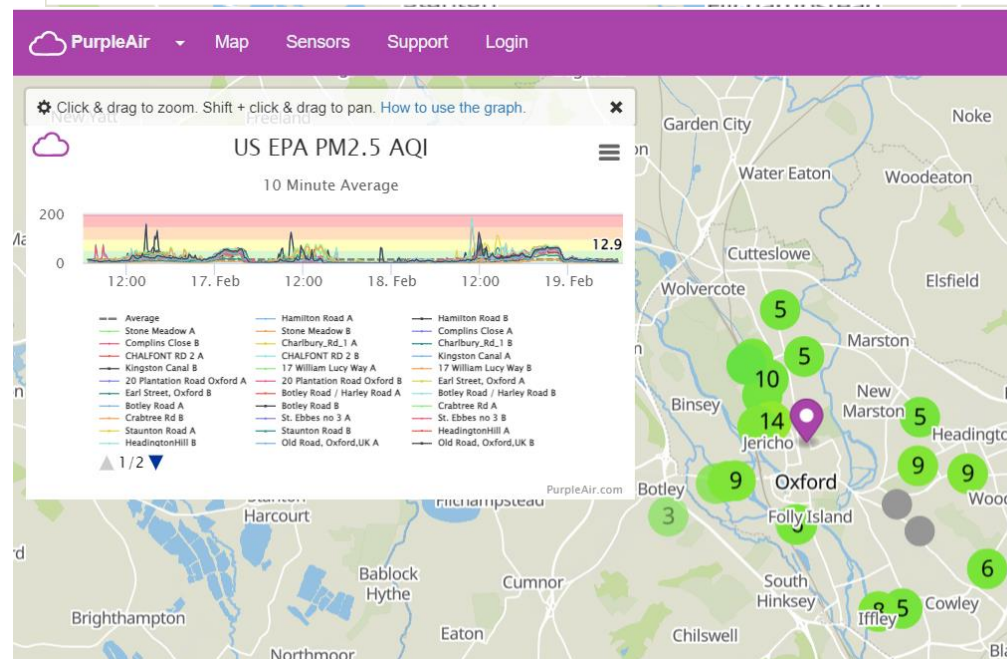 PurpleAir Map Sensors Support Login
Click & drag to zoom. Shift + click & drag to pan. How to use the graph.
US EPA PM2.5 AQI
10 Minute Average
200
0
12.9
12:00 17. Feb 12:00 18. Feb 12:00 19. Feb
Average Hamilton Road A Hamilton Road B
Stone Meadow A Stone Meadow B Complins Close A
Complins Close B Charlbury_Rd_1 A Charlbury_Rd_1 B
CHALFONT RD 2 A CHALFONT RD 2 B Kingston Canal A
Kingston Canal B 17 William Lucy Way A 17 William Lucy Way B
20 Plantation Road Oxford A 20 Plantation Road Oxford B Earl Street, Oxford A
Earl Street, Oxford B Botley Road / Harley Road A Botley Road / Harley Road B
Botley Road A Botley Road B Crabtree Rd A
Crabtree Rd B St. Ebbes no 3 A St. Ebbes no 3 B
Staunton Road A Staunton Road B HeadingtonHill A
HeadingtonHill B Old Road, Oxford,UK A Old Road, Oxford,UK B
1/2
PurpleAir.com
Garden City
Noke
Water Eaton
Woodeaton
Cutteslowe
Elsfield
Wolvercote
5
Marston
5
10
New
Marston
Binsey
14
5
Jericho
Headingto
9
9
9
Botley
Oxford
Wood
3
Folly Island
Harcourt
6
Bablock
Hythe
Cumnor
South
Hinksey
5
Cowley
Iffley
Brighthampton
Eaton
Chilswell
Northmoor